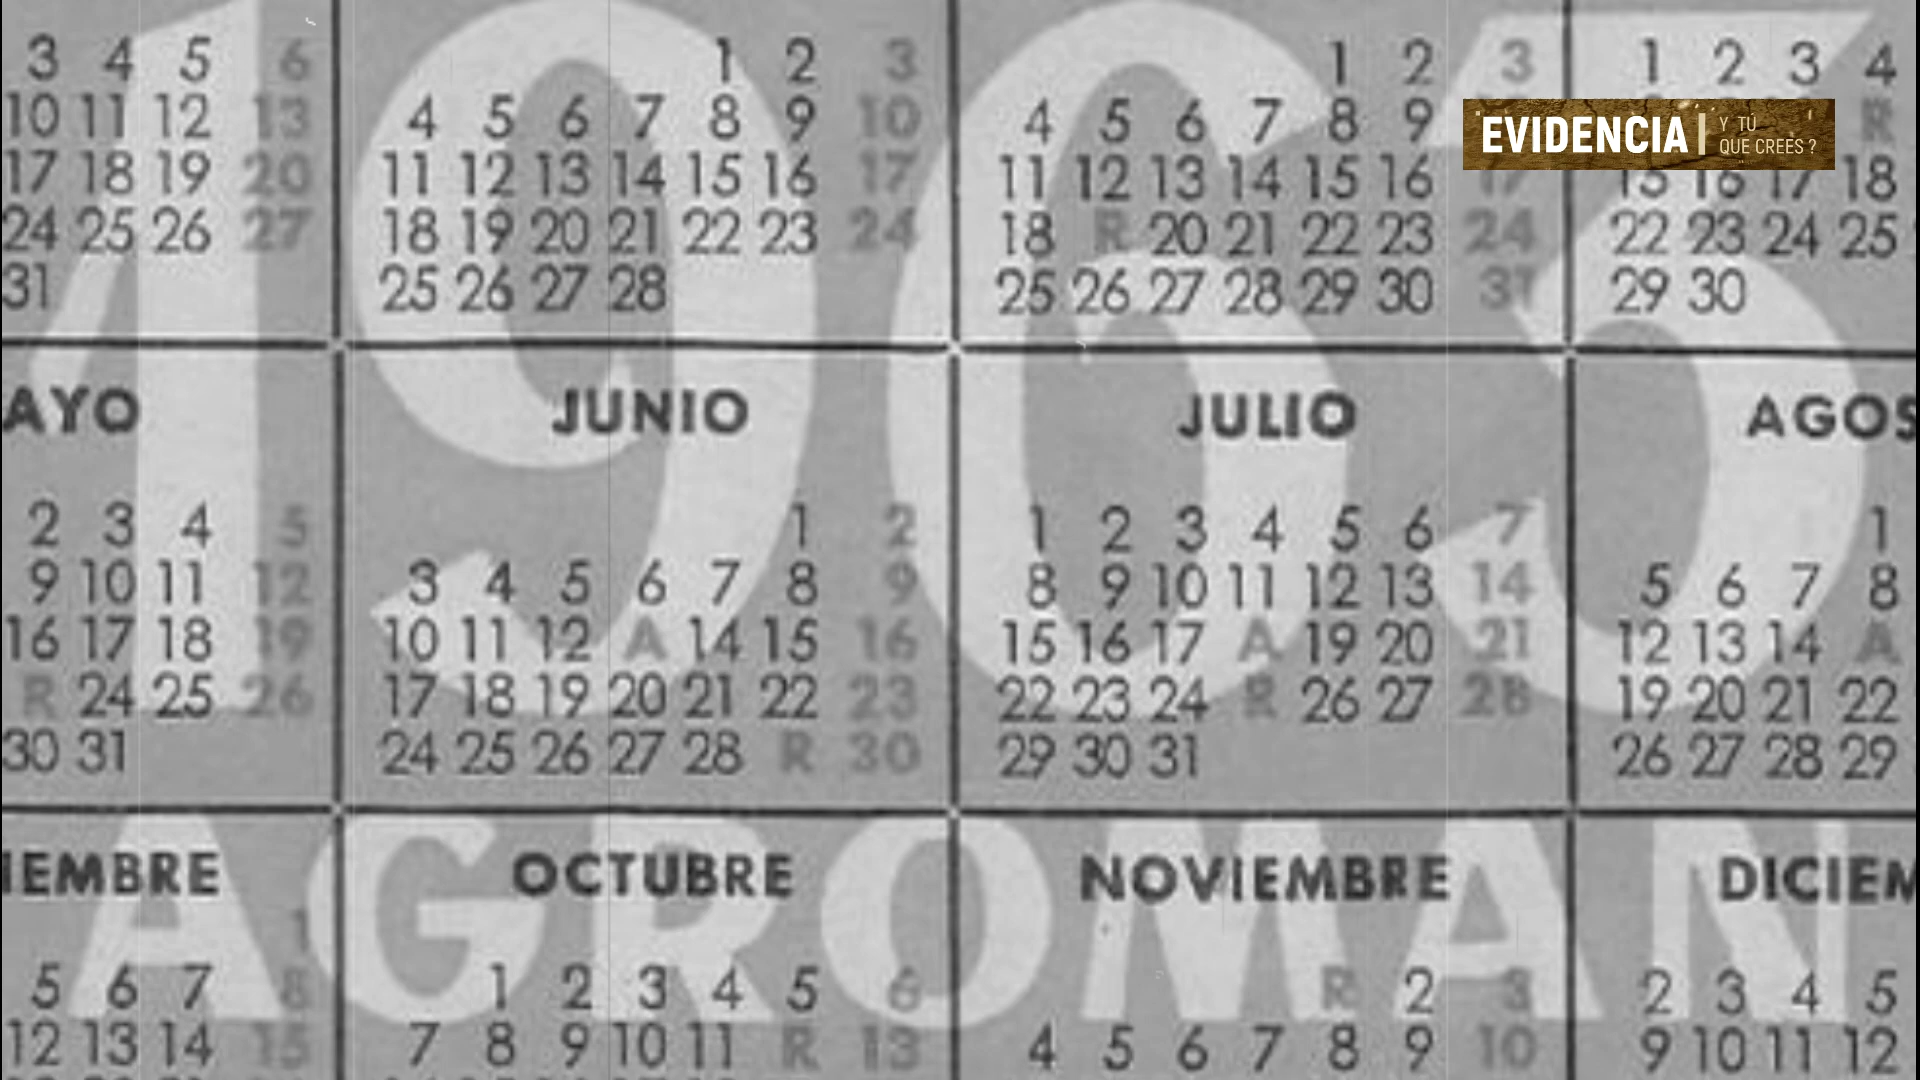 3 4 5 6
10 11 12 13
17 18 19 20
24 25 26 27
31
1 2 3
4 5 6 7 8 9 10
11 12 13 14 15 16 17
18 19 20 21 22 23 24
25 26 27 28
1 2 3
4 5 6 7 8 9
11 12 13 14 15 16 17
18 R 20 21 22 23 24
25 26 27 28 29 30 31
1 2 3 4
R
15 16 17 18
22 23 24 25
29 30
EVIDENCIA
Y TÚ
QUE CREES ?
1963
AYO
2 3 4 5
9 10 11 12
16 17 18 19
R 24 25 26
30 31
JUNIO
1 2
3 4 5 6 7 8 9
10 11 12 A 14 15 16
17 18 19 20 21 22 23
24 25 26 27 28 R 30
JULIO
1 2 3 4 5 6 7
8 9 10 11 12 13 14
15 16 17 A 19 20 21
22 23 24 R 26 27 28
29 30 31
AGOS
1
5 6 7 8
12 13 14 A
19 20 21 22
26 27 28 29
AGROMAN
IEMBRE
1
5 6 7 8
12 13 14 15
OCTUBRE
1 2 3 4 5 6
7 8 9 10 11 R 13
NOVIEMBRE
R 2 3
4 5 6 7 8 9 10
DICIEM
2 3 4 5
9 10 11 12